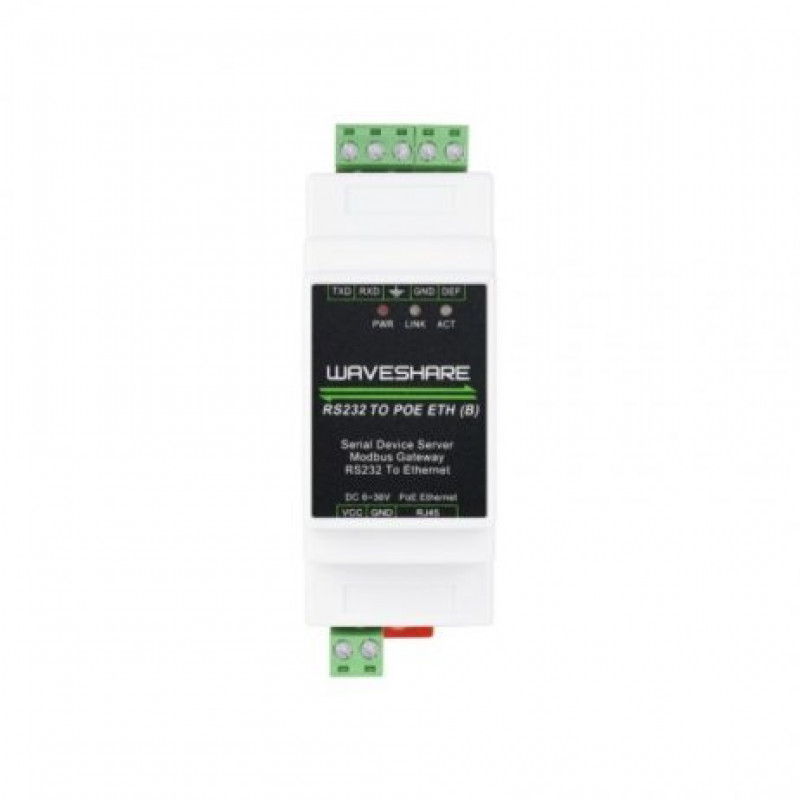 TXD RXD GND DEF
PWR LINK ACT
WAVESHARE
RS232 TO POE ETH (B)
Serial Device Server
Modbus Gateway
RS232 To Ethernet
DC 6~36V PoE Ethernet
VCC GND RJ45